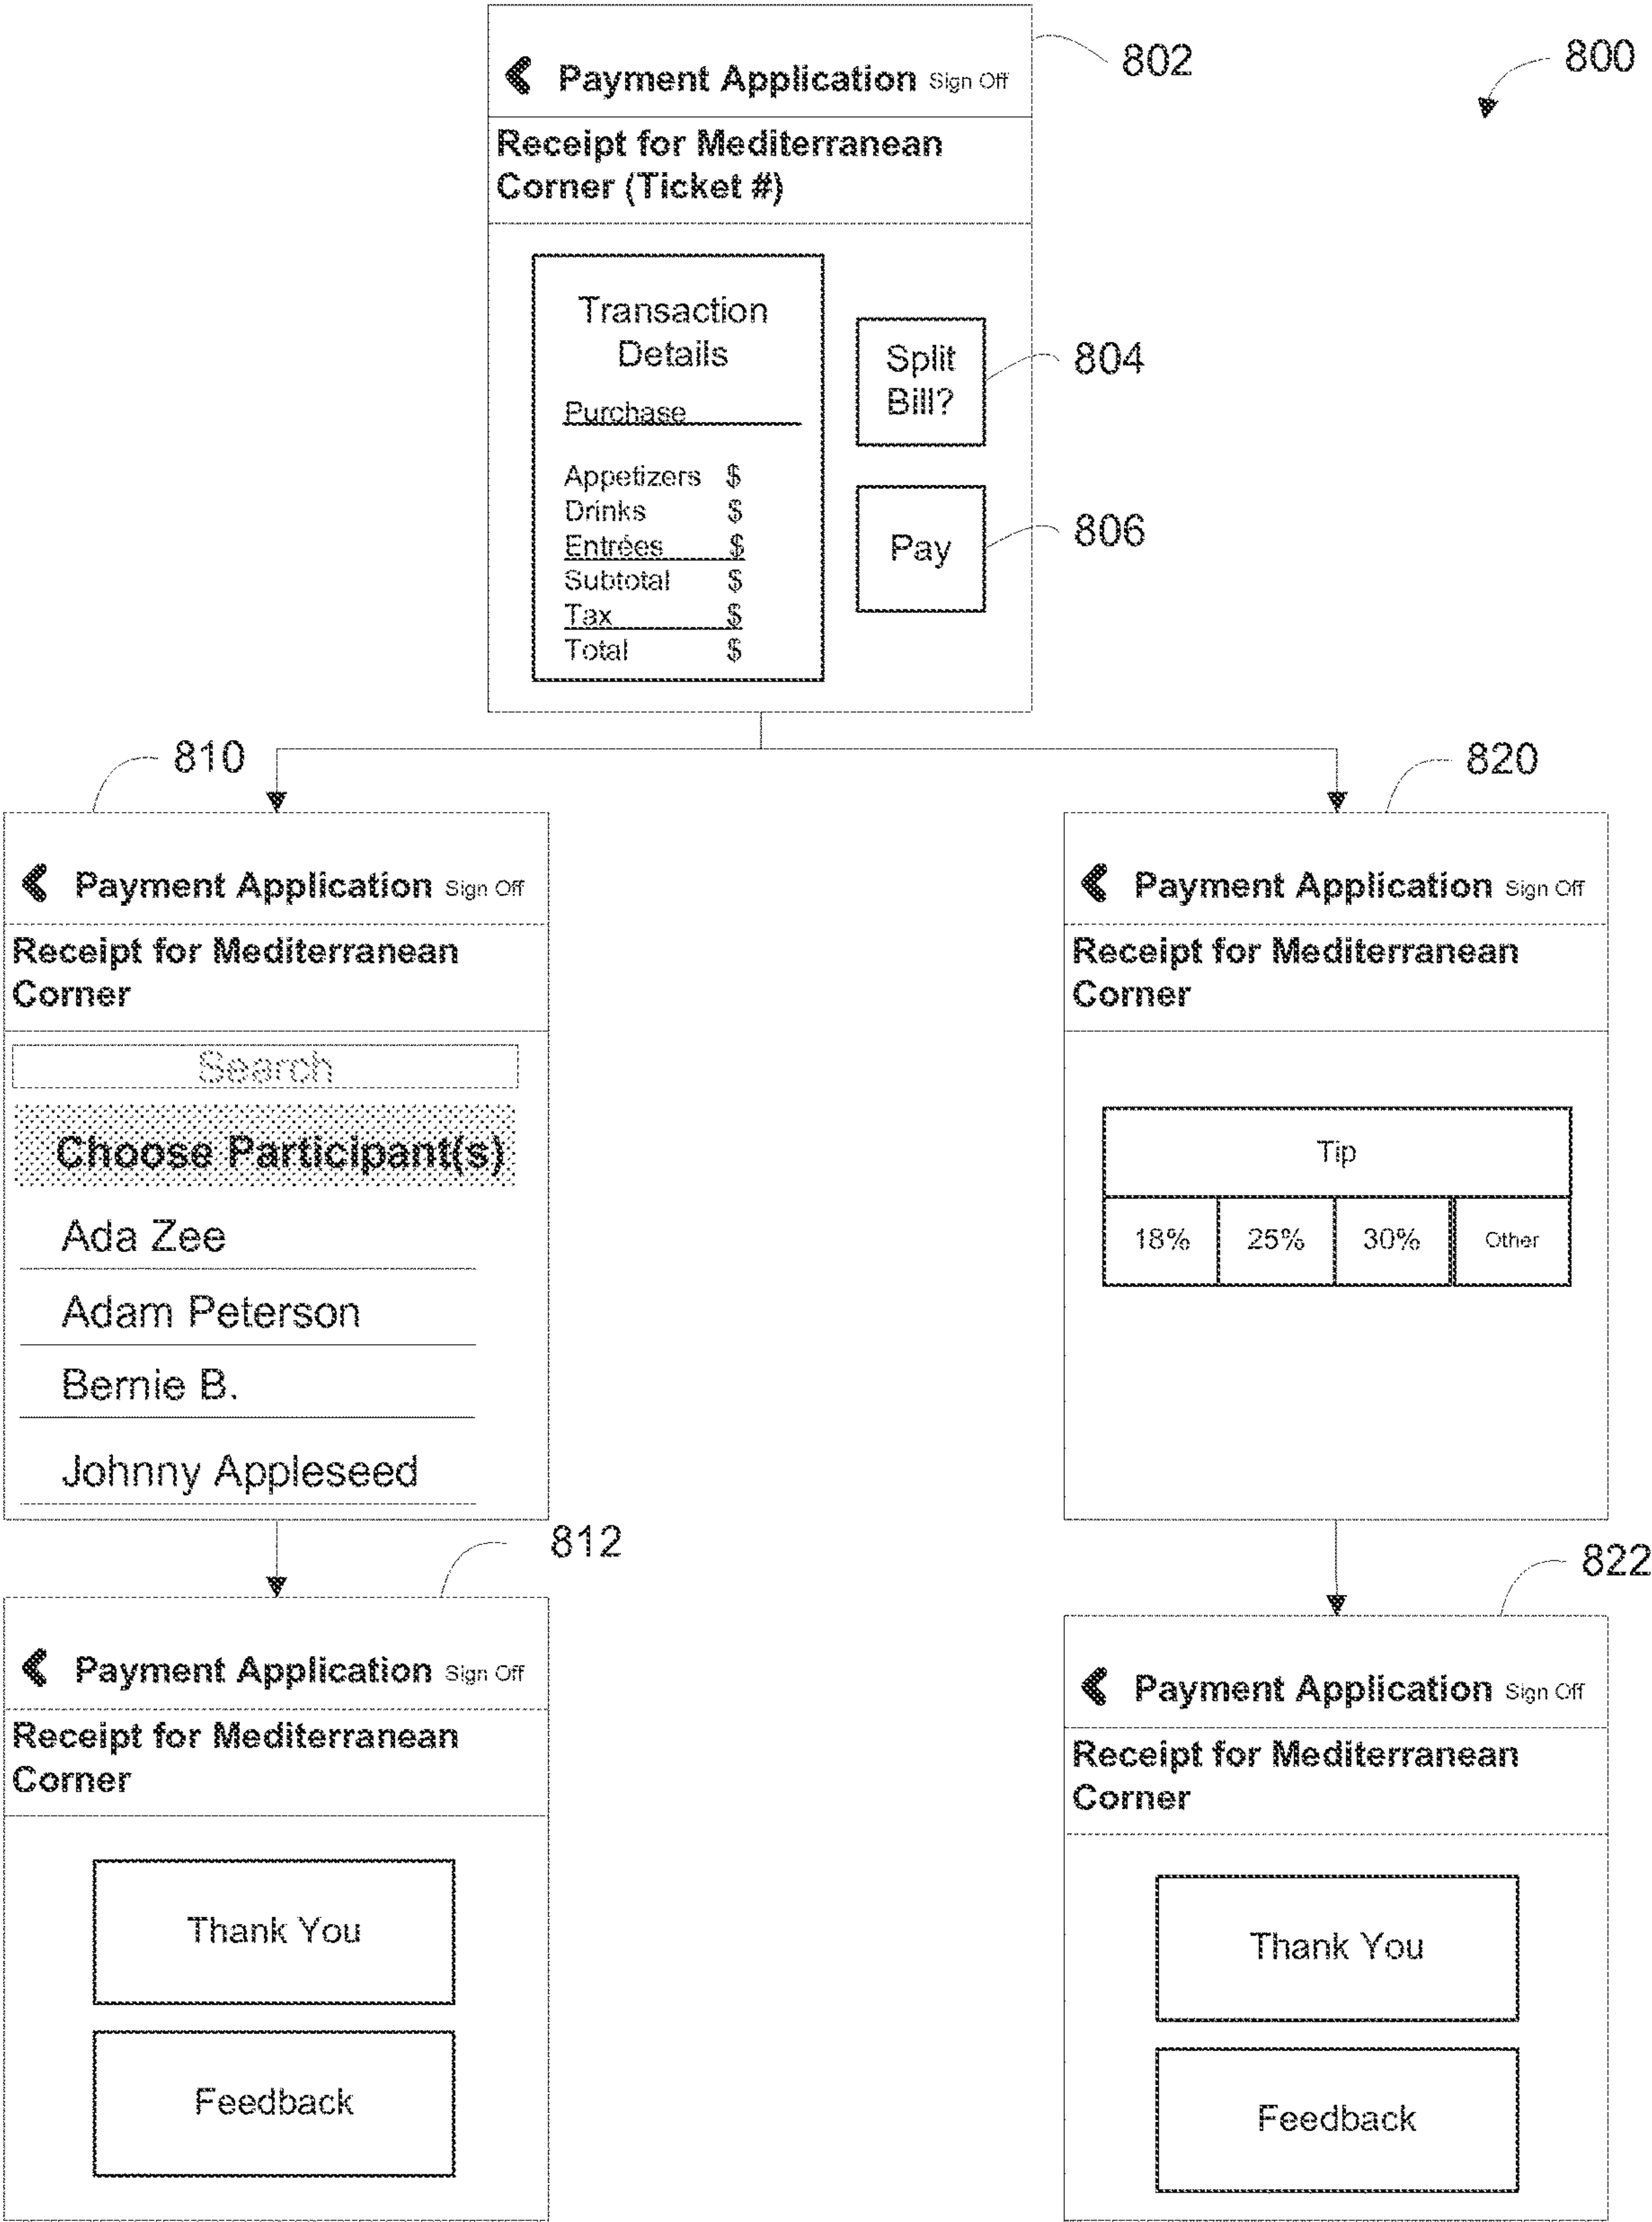 Payment Application Sign Off
802
800
Receipt for Mediterranean
Corner (Ticket #)
Transaction
Details
Purchase
Appetizers $
Drinks $
Entrées $
Subtotal $
Tax $
Total $
Split
Bill?
804
Pay
806
810
Payment Application Sign Off
Receipt for Mediterranean
Corner
Search
Choose Participant(s)
Ada Zee
Adam Peterson
Bernie B.
Johnny Appleseed
820
Payment Application Sign Off
Receipt for Mediterranean
Corner
Tip
18% 25% 30% Other
812
Payment Application Sign Off
Receipt for Mediterranean
Corner
Thank You
Feedback
822
Payment Application Sign Off
Receipt for Mediterranean
Corner
Thank You
Feedback